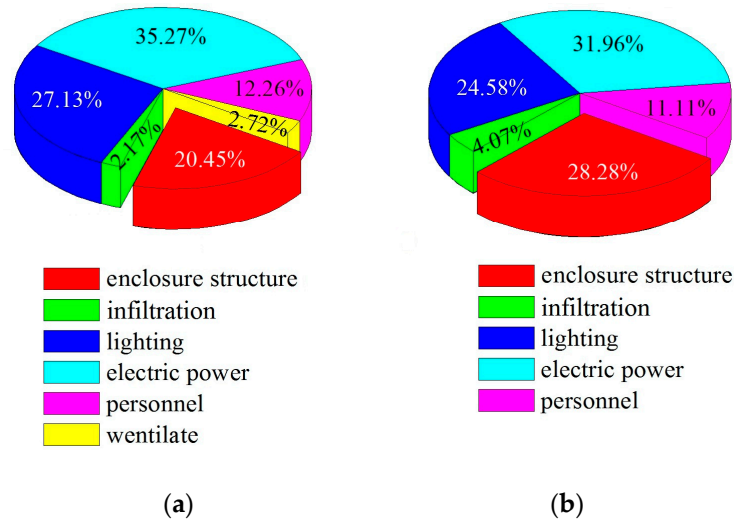 35.27%
12.26%
2.72%
27.13%
2.17%
20.45%
enclosure structure
infiltration
lighting
electric power
personnel
wentilate
(a)
31.96%
11.11%
24.58%
4.07%
28.28%
enclosure structure
infiltration
lighting
electric power
personnel
(b)